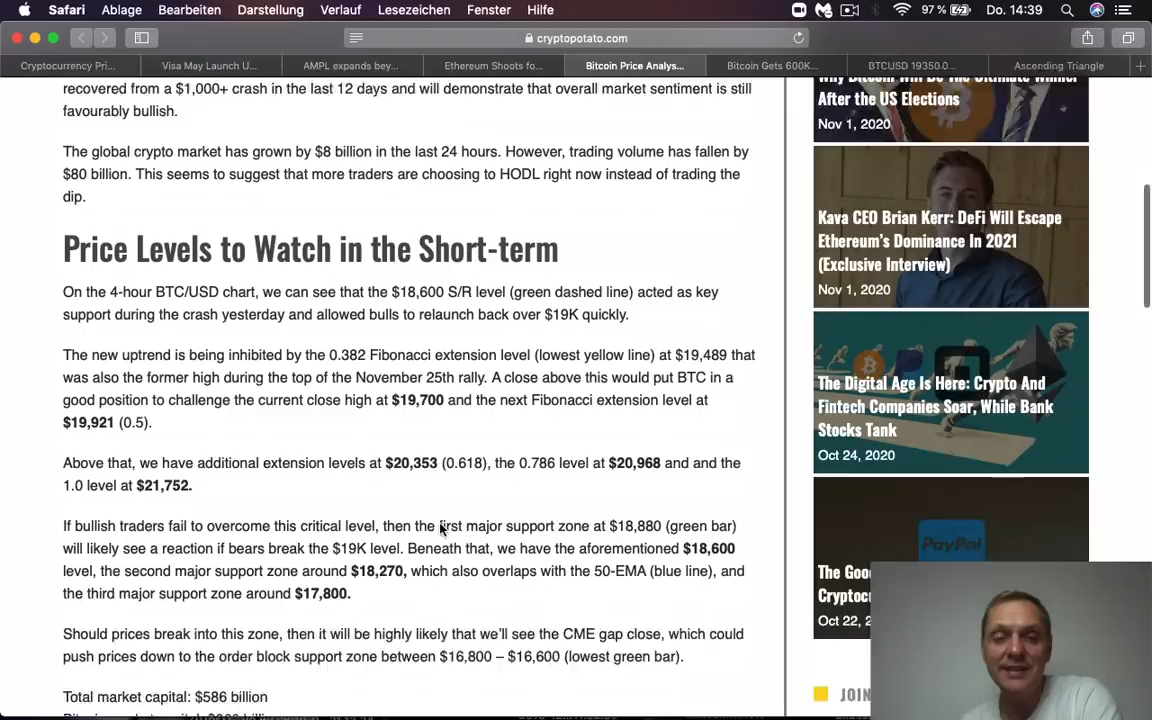 Safari Ablage Bearbeiten Darstellung Verlauf Lesezeichen Fenster Hilfe 97 % Do. 14:39
cryptopotato.com
Cryptocurrency Pri... Visa May Launch U... AMPL expands bey... Ethereum Shoots fo... Bitcoin Price Analys... Bitcoin Gets 600K... BTCUSD 19350.0... Ascending Triangle
recovered from a $1,000+ crash in the last 12 days and will demonstrate that overall market sentiment is still
favourably bullish.
The global crypto market has grown by $8 billion in the last 24 hours. However, trading volume has fallen by
$80 billion. This seems to suggest that more traders are choosing to HODL right now instead of trading the
dip.
Price Levels to Watch in the Short-term
On the 4-hour BTC/USD chart, we can see that the $18,600 S/R level (green dashed line) acted as key
support during the crash yesterday and allowed bulls to relaunch back over $19K quickly.
The new uptrend is being inhibited by the 0.382 Fibonacci extension level (lowest yellow line) at $19,489 that
was also the former high during the top of the November 25th rally. A close above this would put BTC in a
good position to challenge the current close high at $19,700 and the next Fibonacci extension level at
$19,921 (0.5).
Above that, we have additional extension levels at $20,353 (0.618), the 0.786 level at $20,968 and and the
1.0 level at $21,752.
If bullish traders fail to overcome this critical level, then the first major support zone at $18,880 (green bar)
will likely see a reaction if bears break the $19K level. Beneath that, we have the aforementioned $18,600
level, the second major support zone around $18,270, which also overlaps with the 50-EMA (blue line), and
the third major support zone around $17,800.
Should prices break into this zone, then it will be highly likely that we'll see the CME gap close, which could
push prices down to the order block support zone between $16,800 – $16,600 (lowest green bar).
Total market capital: $586 billion
Why Bitcoin Will Be The Ultimate Winner
After the US Elections
Nov 1, 2020
Kava CEO Brian Kerr: DeFi Will Escape
Ethereum's Dominance In 2021
(Exclusive Interview)
Nov 1, 2020
The Digital Age Is Here: Crypto And
Fintech Companies Soar, While Bank
Stocks Tank
Oct 24, 2020
PayPal
The Goo
Cryptoc
Oct 22, 2
JOIN